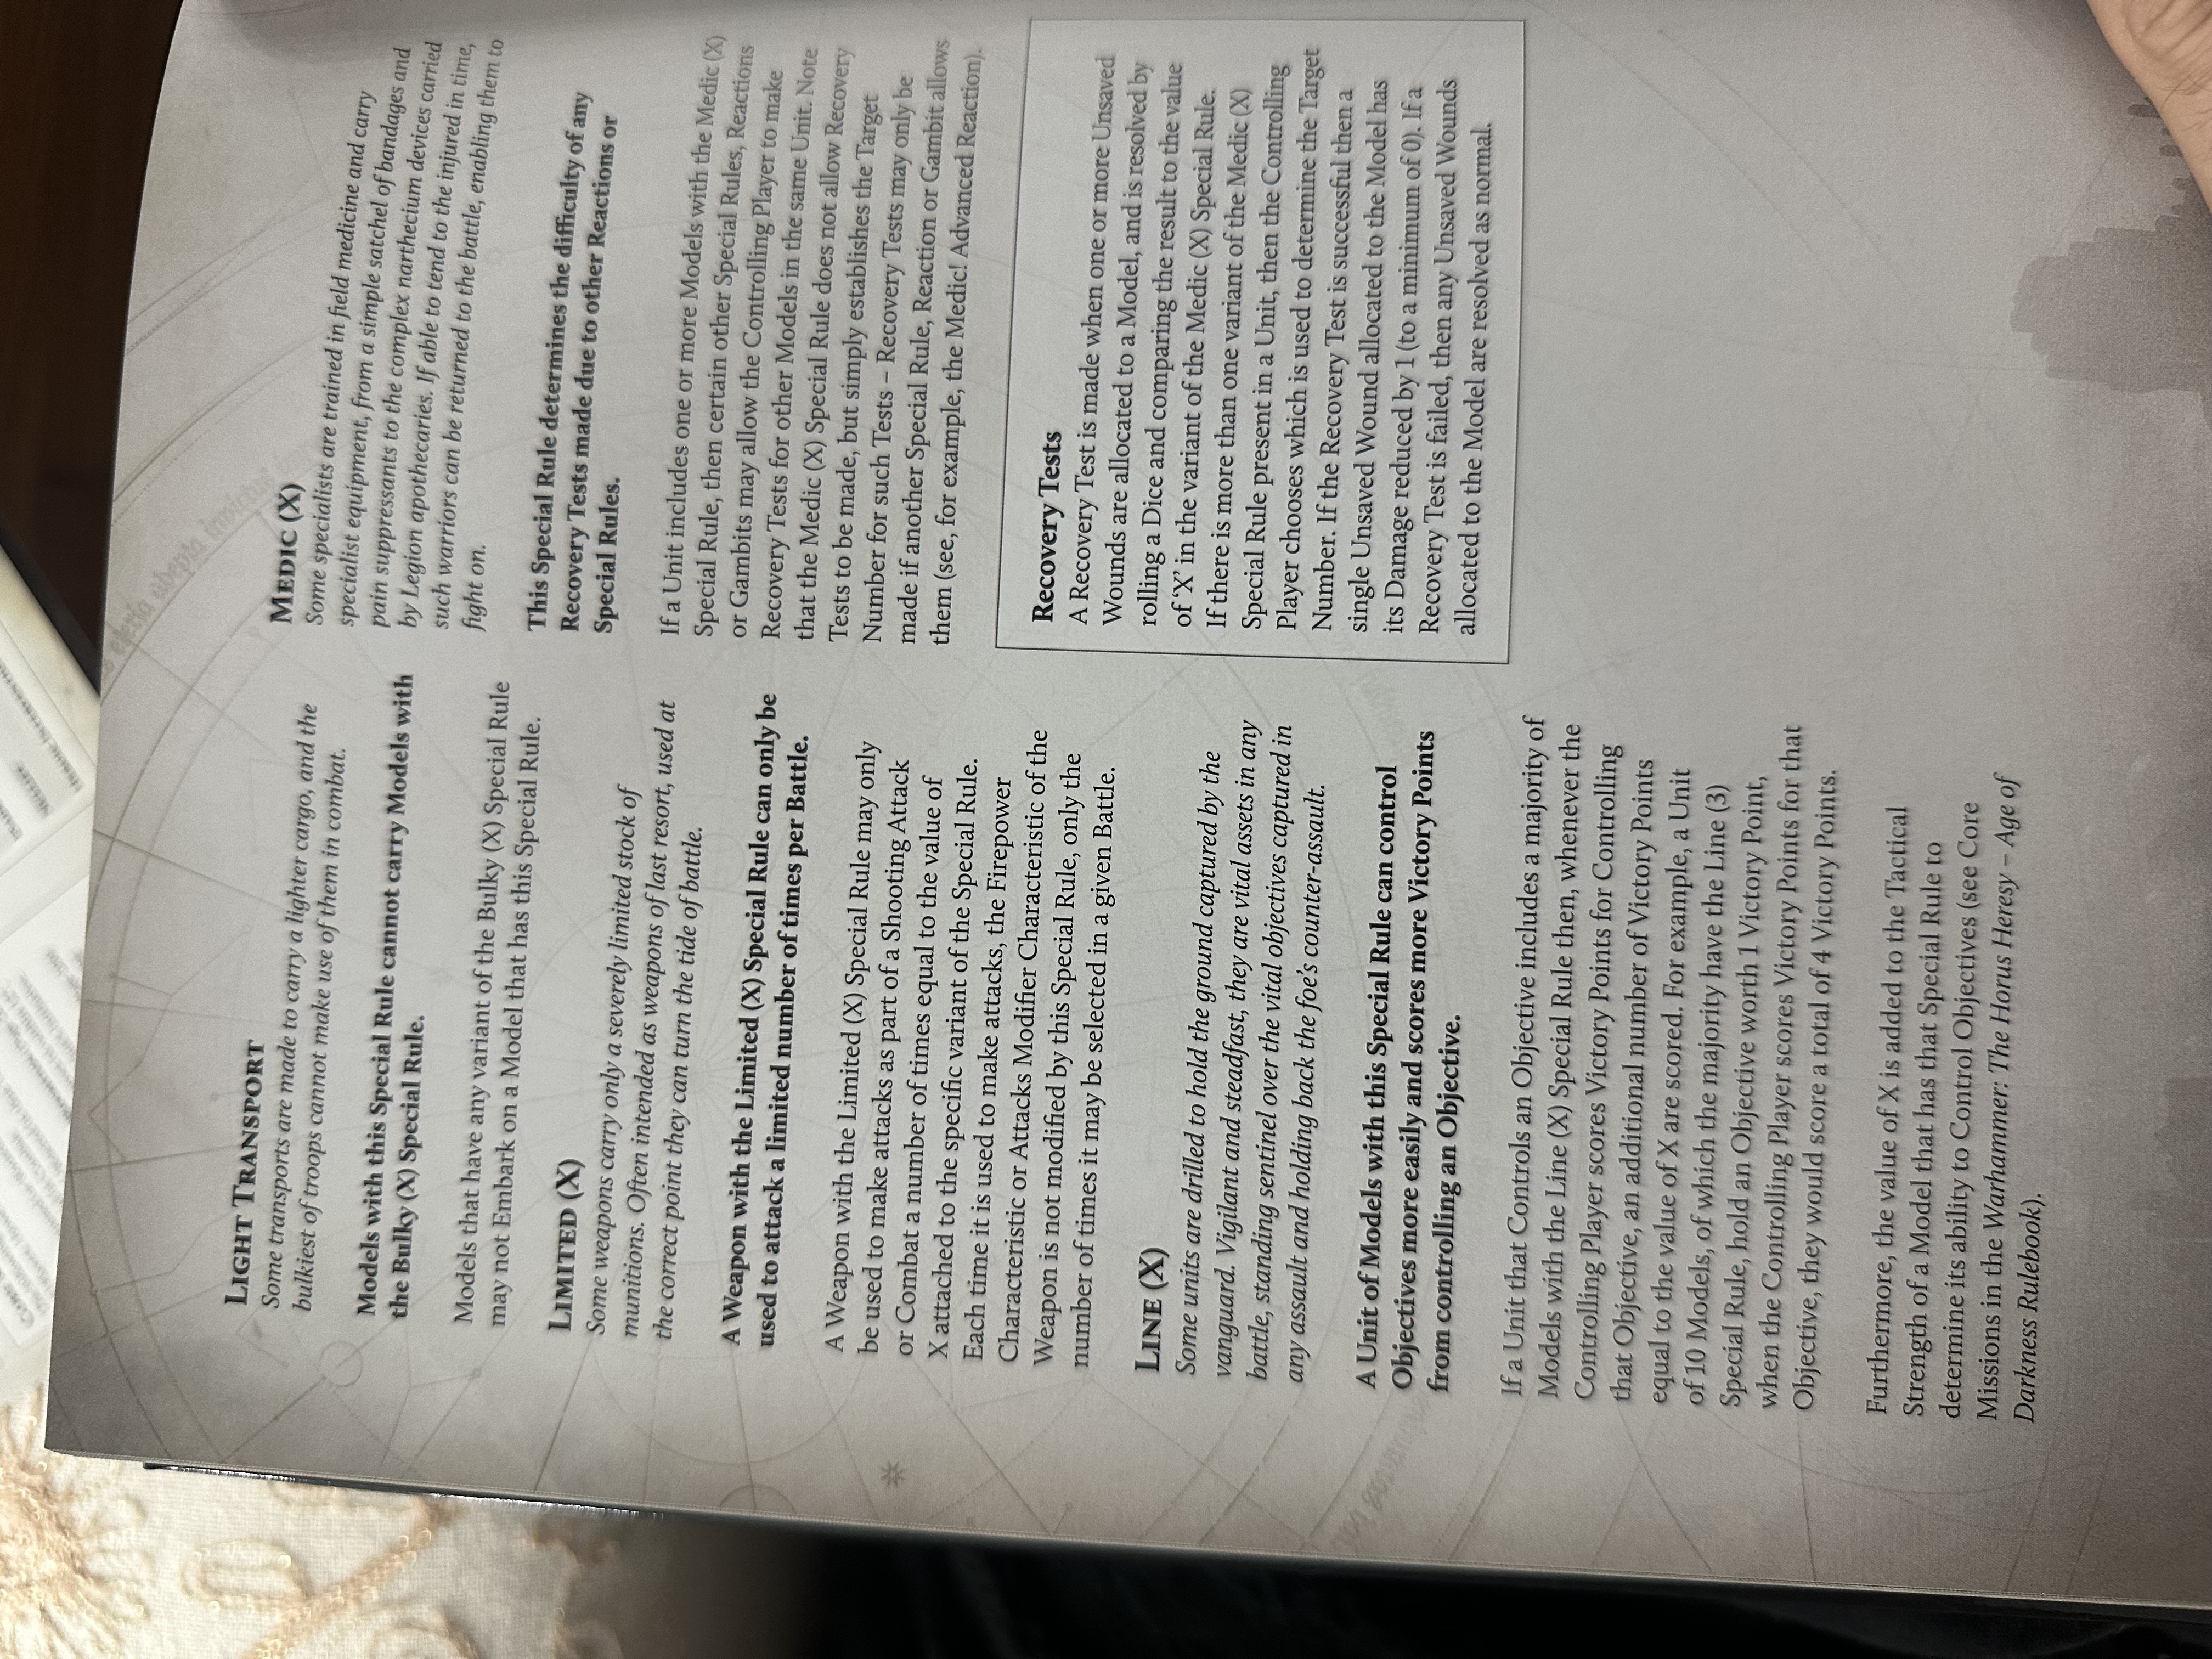 LIGHT TRANSPORT
Some transports are made to carry a lighter cargo, and the
bulkiest of troops cannot make use of them in combat.
Models with this Special Rule cannot carry Models with
the Bulky (X) Special Rule.
Models that have any variant of the Bulky (X) Special Rule
may not Embark on a Model that has this Special Rule.
LIMITED (X)
Some weapons carry only a severely limited stock of
munitions. Often intended as weapons of last resort, used at
the correct point they can turn the tide of battle.
A Weapon with the Limited (X) Special Rule can only be
used to attack a limited number of times per Battle.
A Weapon with the Limited (X) Special Rule may only
be used to make attacks as part of a Shooting Attack
or Combat a number of times equal to the value of
X attached to the specific variant of the Special Rule.
Each time it is used to make attacks, the Firepower
Characteristic or Attacks Modifier Characteristic of the
Weapon is not modified by this Special Rule, only the
number of times it may be selected in a given Battle.
LINE (X)
Some units are drilled to hold the ground captured by the
vanguard. Vigilant and steadfast, they are vital assets in any
battle, standing sentinel over the vital objectives captured in
any assault and holding back the foe's counter-assault.
A Unit of Models with this Special Rule can control
Objectives more easily and scores more Victory Points
from controlling an Objective.
If a Unit that Controls an Objective includes a majority of
Models with the Line (X) Special Rule then, whenever the
Controlling Player scores Victory Points for Controlling
that Objective, an additional number of Victory Points
equal to the value of X are scored. For example, a Unit
of 10 Models, of which the majority have the Line (3)
Special Rule, hold an Objective worth 1 Victory Point,
when the Controlling Player scores Victory Points for that
Objective, they would score a total of 4 Victory Points.
Furthermore, the value of X is added to the Tactical
Strength of a Model that has that Special Rule to
determine its ability to Control Objectives (see Core
Missions in the Warhammer: The Horus Heresy – Age of
Darkness Rulebook).
MEDIC (X)
Some specialists are trained in field medicine and carry
specialist equipment, from a simple satchel of bandages and
pain suppressants to the complex narthecium devices carried
by Legion apothecaries. If able to tend to the injured in time,
such warriors can be returned to the battle, enabling them to
fight on.
This Special Rule determines the difficulty of any
Recovery Tests made due to other Reactions or
Special Rules.
If a Unit includes one or more Models with the Medic (X)
Special Rule, then certain other Special Rules, Reactions
or Gambits may allow the Controlling Player to make
Recovery Tests for other Models in the same Unit. Note
that the Medic (X) Special Rule does not allow Recovery
Tests to be made, but simply establishes the Target
Number for such Tests – Recovery Tests may only be
made if another Special Rule, Reaction or Gambit allows
them (see, for example, the Medic! Advanced Reaction).
Recovery Tests
A Recovery Test is made when one or more Unsaved
Wounds are allocated to a Model, and is resolved by
rolling a Dice and comparing the result to the value
of 'X' in the variant of the Medic (X) Special Rule.
If there is more than one variant of the Medic (X)
Special Rule present in a Unit, then the Controlling
Player chooses which is used to determine the Target
Number. If the Recovery Test is successful then a
single Unsaved Wound allocated to the Model has
its Damage reduced by 1 (to a minimum of 0). If a
Recovery Test is failed, then any Unsaved Wounds
allocated to the Model are resolved as normal.